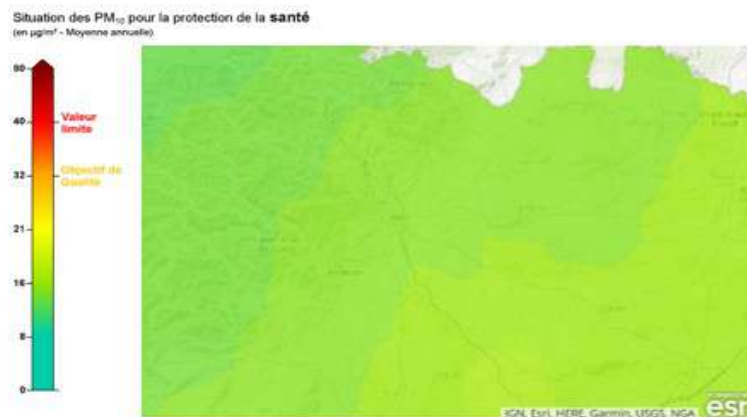 Situation des PM₁₀ pour la protection de la santé
(en µg/m³ - Moyenne annuelle)
80
Valeur
limite
40
Objectif de
Qualité
32
21
16
8
0
IGN, Esri, HERE, Garmin, USGS, NGA
esri